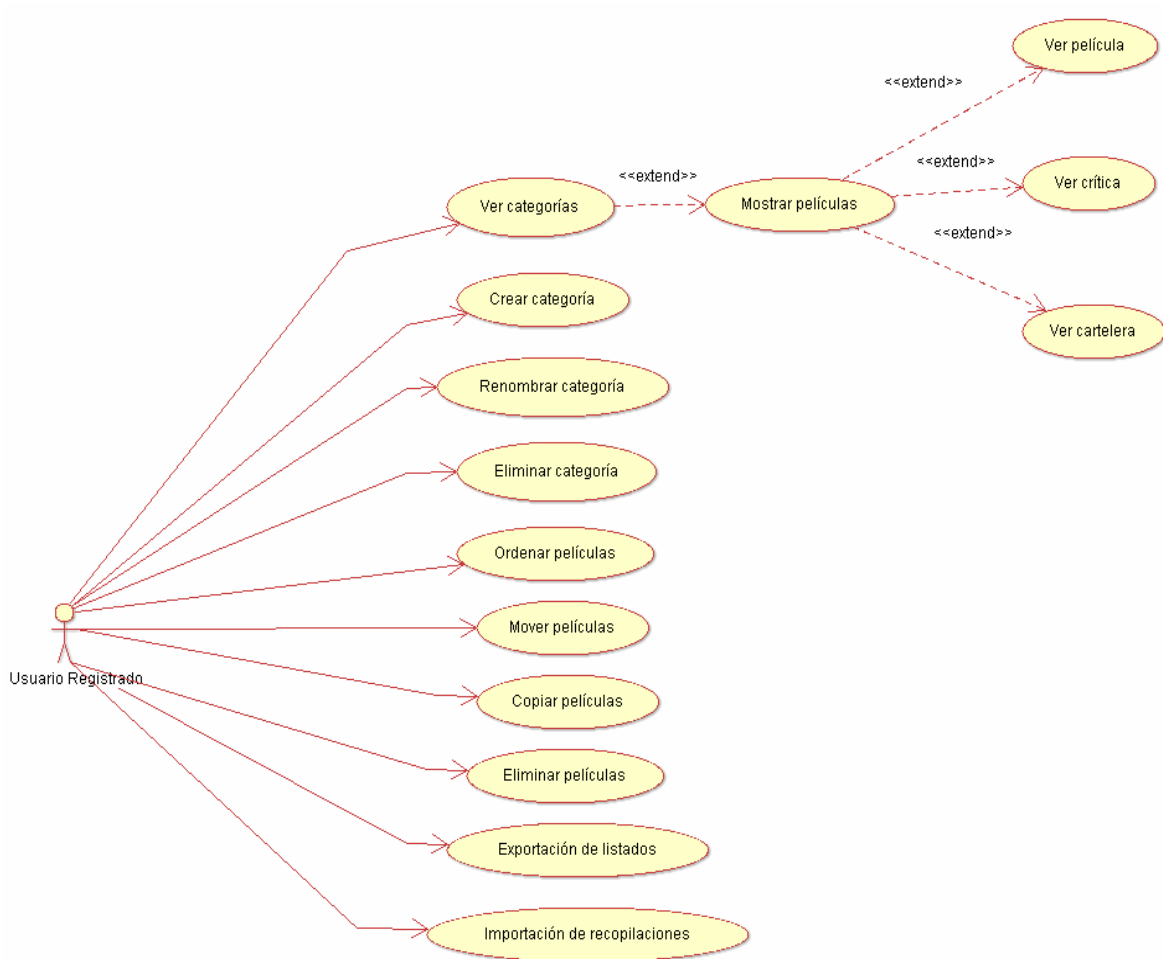 Ver película
<<extend>>
<<extend>>
Ver crítica
<<extend>>
Ver categorías
Mostrar películas
<<extend>>
Crear categoría
Ver cartelera
Renombrar categoría
Eliminar categoría
Ordenar películas
Mover películas
Usuario Registrado
Copiar películas
Eliminar películas
Exportación de listados
Importación de recopilaciones